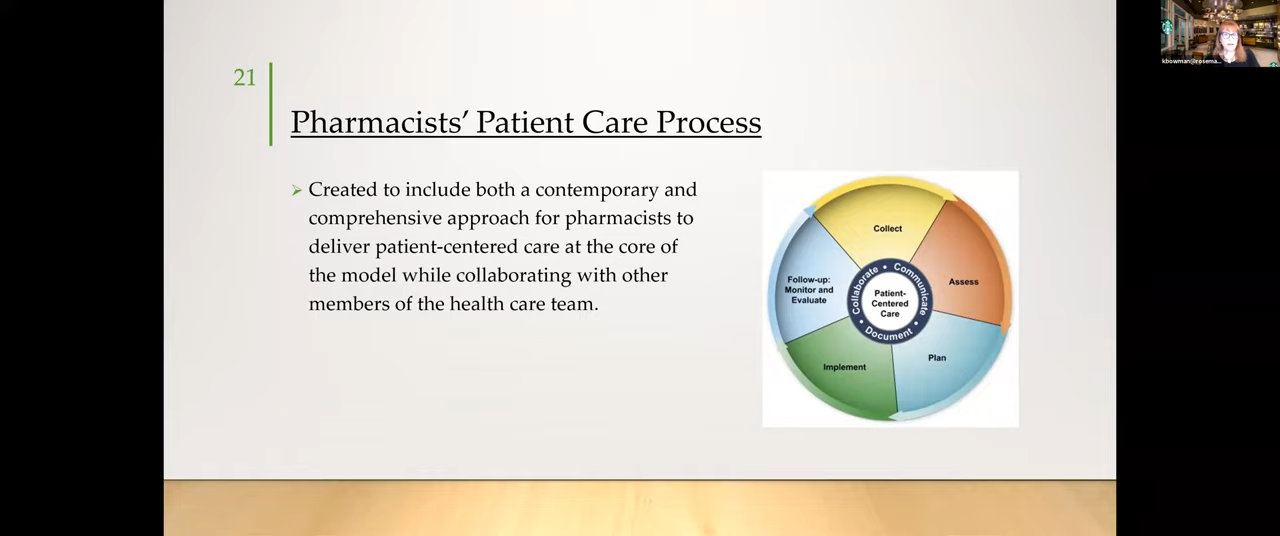 21
Pharmacists’ Patient Care Process
Created to include both a contemporary and
comprehensive approach for pharmacists to
deliver patient-centered care at the core of
the model while collaborating with other
members of the health care team.
Collect
Assess
Plan
Implement
Follow-up:
Monitor and
Evaluate
Collaborate • Communicate • Document •
Patient-
Centered
Care
kbowman@rosema...